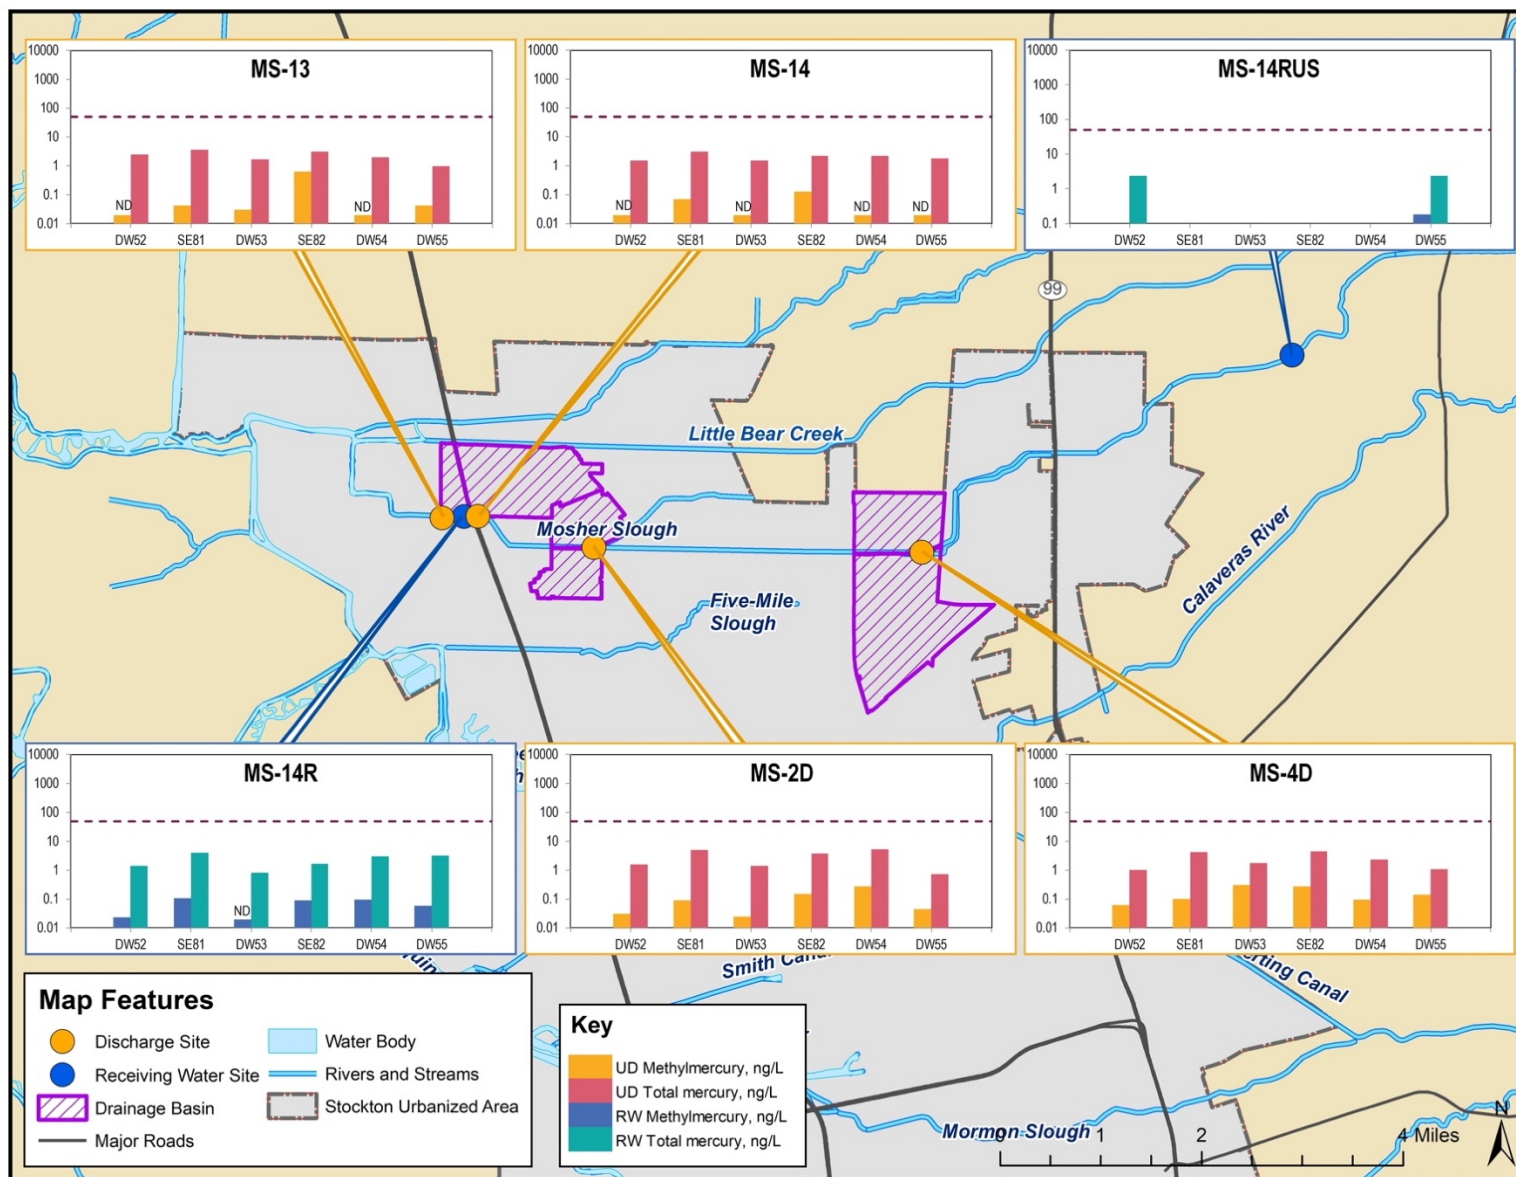 MS-13
10000
1000
100
10
1
0.1
0.01
ND
ND
DW52 SE81 DW53 SE82 DW54 DW55
MS-14
10000
1000
100
10
1
0.1
0.01
ND
ND
ND
ND
DW52 SE81 DW53 SE82 DW54 DW55
MS-14RUS
10000
1000
100
10
1
0.1
DW52 SE81 DW53 SE82 DW54 DW55
99
Little Bear Creek
Mosher Slough
Five-Mile
Slough
Calaveras River
MS-14R
10000
1000
100
10
1
0.1
0.01
ND
DW52 SE81 DW53 SE82 DW54 DW55
MS-2D
10000
1000
100
10
1
0.1
0.01
DW52 SE81 DW53 SE82 DW54 DW55
MS-4D
10000
1000
100
10
1
0.1
0.01
DW52 SE81 DW53 SE82 DW54 DW55
Smith Canal
erting Canal
Mormon Slough
Map Features
Discharge Site
Receiving Water Site
Drainage Basin
Major Roads
Water Body
Rivers and Streams
Stockton Urbanized Area
Key
UD Methylmercury, ng/L
UD Total mercury, ng/L
RW Methylmercury, ng/L
RW Total mercury, ng/L
0 1 2 4 Miles
N